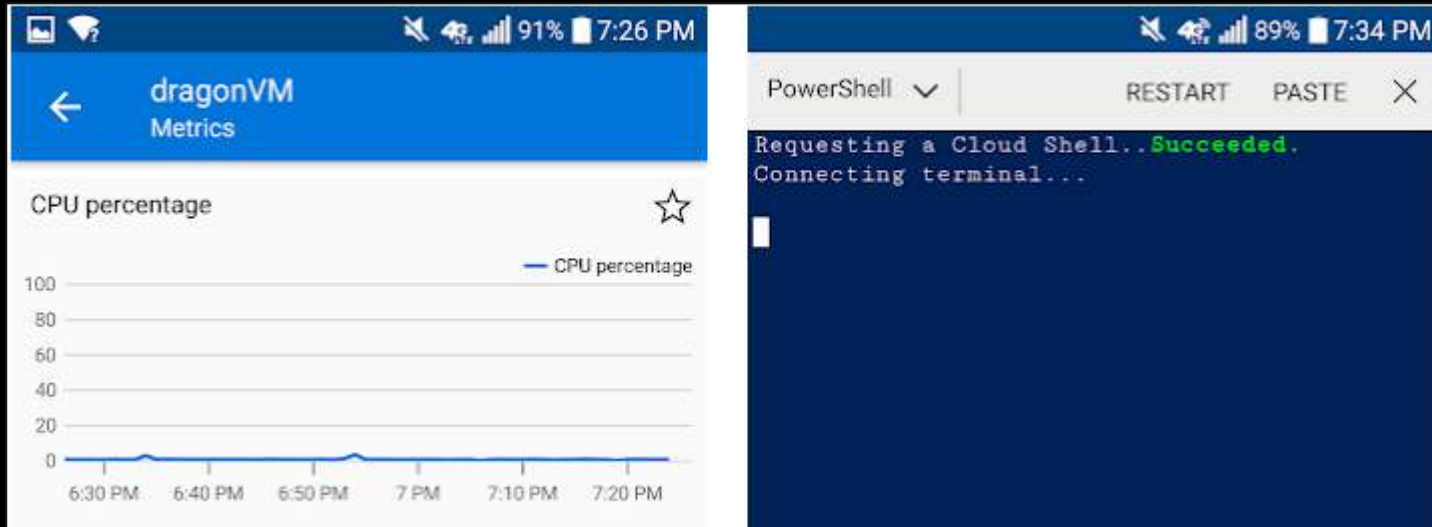 91% 7:26 PM
dragonVM
Metrics
CPU percentage
CPU percentage
100
80
60
40
20
0
6:30 PM 6:40 PM 6:50 PM 7 PM 7:10 PM 7:20 PM
89% 7:34 PM
PowerShell RESTART PASTE
Requesting a Cloud Shell..Succeeded.
Connecting terminal...